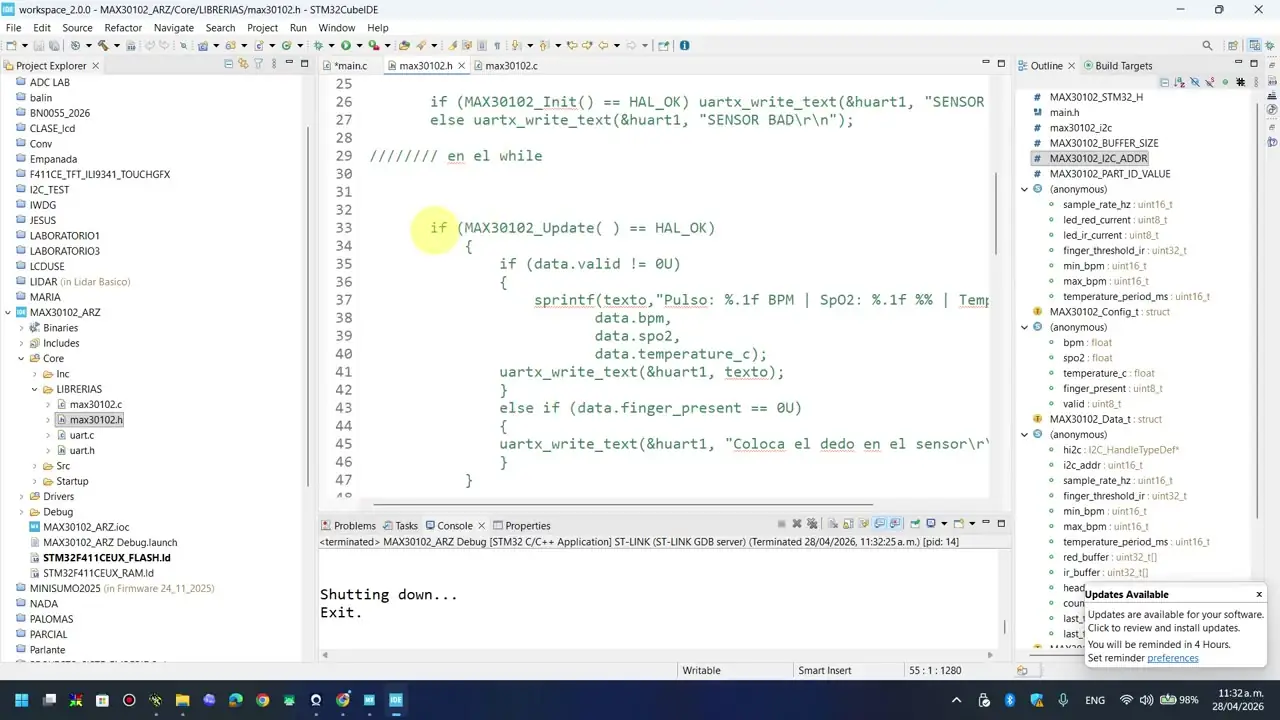 workspace_2.0.0 - MAX30102_ARZ/Core/LIBRERIAS/max30102.h - STM32CubeIDE
File Edit Source Refactor Navigate Search Project Run Window Help
Project Explorer
ADC LAB
balin
BN0055_2026
CLASE_lcd
Conv
Empanada
F411CE_TFT_ILI9341_TOUCHGFX
I2C_TEST
IWDG
JESUS
LABORATORIO1
LABORATORIO3
LCDUSE
LIDAR (in Lidar Basico)
MARIA
MAX30102_ARZ
Binaries
Includes
Core
Inc
LIBRERIAS
max30102.c
max30102.h
uart.c
uart.h
Src
Startup
Drivers
Debug
MAX30102_ARZ.ioc
MAX30102_ARZ Debug.launch
STM32F411CEUX_FLASH.ld
STM32F411CEUX_RAM.ld
MINISUMO2025 (in Firmware 24_11_2025)
NADA
PALOMAS
PARCIAL
Parlante
*main.c max30102.h max30102.c
25
26 if (MAX30102_Init() == HAL_OK) uartx_write_text(&huart1, "SENSOR
27 else uartx_write_text(&huart1, "SENSOR BAD\r\n");
28
29 //////// en el while
30
31
32
33 if (MAX30102_Update( ) == HAL_OK)
34 {
35 if (data.valid != 0U)
36 {
37 sprintf(texto,"Pulso: %.1f BPM | SpO2: %.1f %% | Temp
38 data.bpm,
39 data.spo2,
40 data.temperature_c);
41 uartx_write_text(&huart1, texto);
42 }
43 else if (data.finger_present == 0U)
44 {
45 uartx_write_text(&huart1, "Coloca el dedo en el sensor\r\
46 }
47 }
48
Problems Tasks Console Properties
<terminated> MAX30102_ARZ Debug [STM32 C/C++ Application] ST-LINK (ST-LINK GDB server) (Terminated 28/04/2026, 11:32:25 a. m.) [pid: 14]
Shutting down...
Exit.
Outline Build Targets
MAX30102_STM32_H
main.h
max30102_i2c
MAX30102_BUFFER_SIZE
MAX30102_I2C_ADDR
MAX30102_PART_ID_VALUE
(anonymous)
sample_rate_hz : uint16_t
led_red_current : uint8_t
led_ir_current : uint8_t
finger_threshold_ir : uint32_t
min_bpm : uint16_t
max_bpm : uint16_t
temperature_period_ms : uint16_t
MAX30102_Config_t : struct
(anonymous)
bpm : float
spo2 : float
temperature_c : float
finger_present : uint8_t
valid : uint8_t
MAX30102_Data_t : struct
(anonymous)
hi2c : I2C_HandleTypeDef*
i2c_addr : uint16_t
sample_rate_hz : uint16_t
finger_threshold_ir : uint32_t
min_bpm : uint16_t
max_bpm : uint16_t
temperature_period_ms : uint16_t
red_buffer : uint32_t[]
ir_buffer : uint32_t[]
head
coun
last_t
last_t
Updates Available
Updates are available for your software.
Click to review and install updates.
You will be reminded in 4 Hours.
Set reminder preferences
Writable Smart Insert 55 : 1 : 1280
98%
ENG
11:32 a. m.
28/04/2026